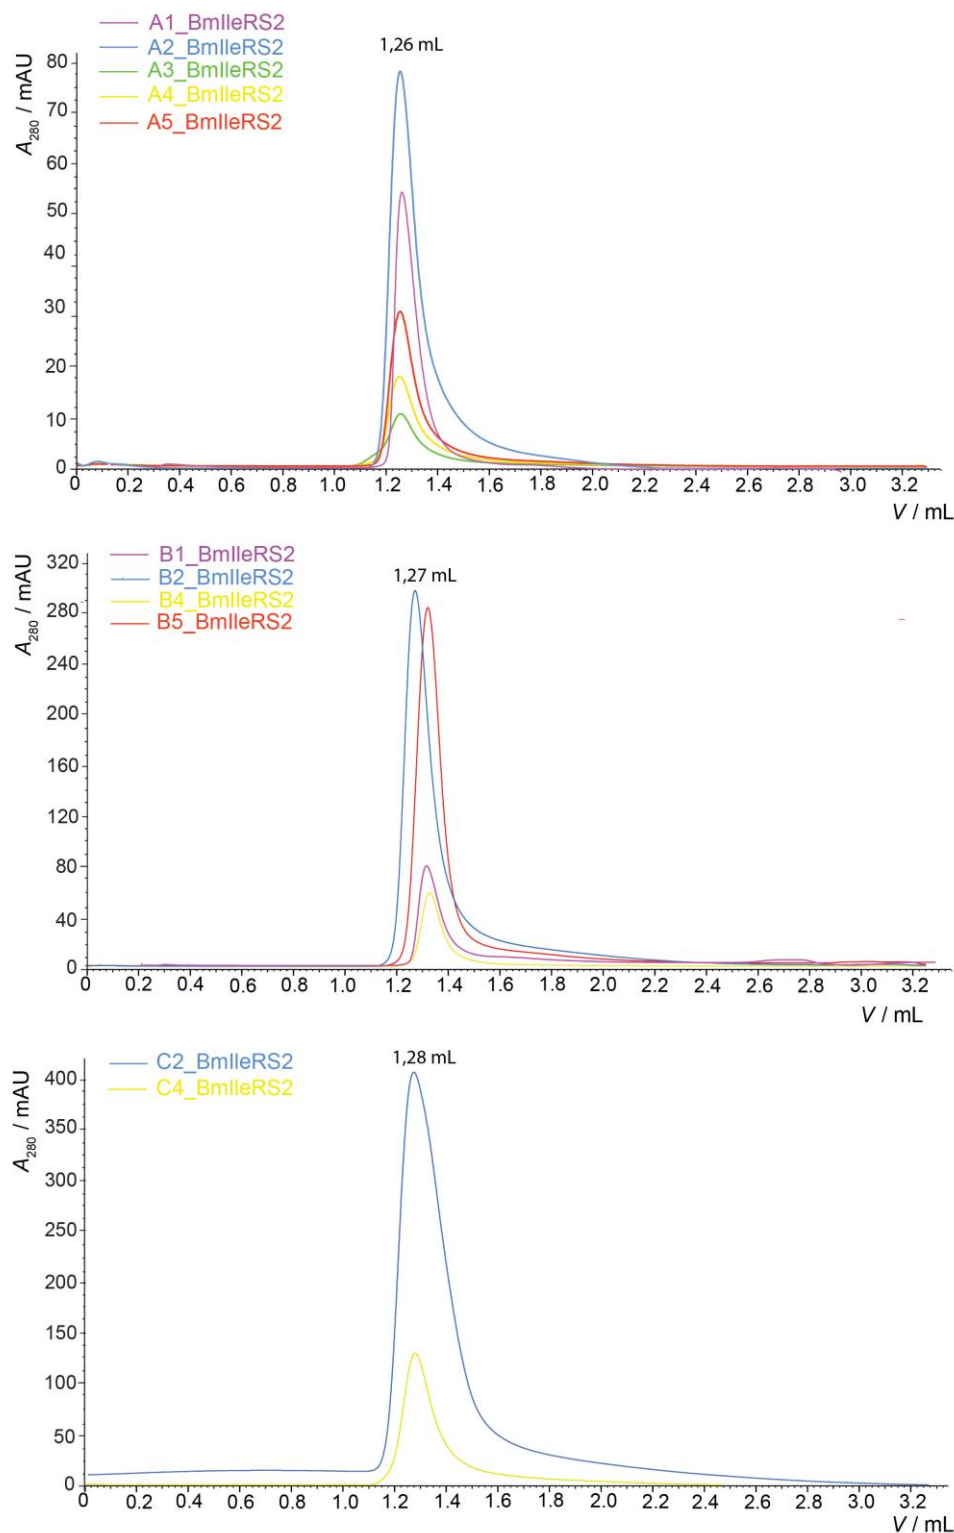 A1_BmIleRS2
A2_BmIleRS2
A3_BmIleRS2
A4_BmIleRS2
A5_BmIleRS2
1,26 mL
A280 / mAU
80
70
60
50
40
30
20
10
0
0 0.2 0.4 0.6 0.8 1.0 1.2 1.4 1.6 1.8 2.0 2.2 2.4 2.6 2.8 3.0 3.2
V / mL
B1_BmIleRS2
B2_BmIleRS2
B4_BmIleRS2
B5_BmIleRS2
1,27 mL
A280 / mAU
320
280
240
200
160
120
80
40
0
0 0.2 0.4 0.6 0.8 1.0 1.2 1.4 1.6 1.8 2.0 2.2 2.4 2.6 2.8 3.0 3.2
V / mL
C2_BmIleRS2
C4_BmIleRS2
1,28 mL
A280 / mAU
400
350
300
250
200
150
100
50
0
0 0.2 0.4 0.6 0.8 1.0 1.2 1.4 1.6 1.8 2.0 2.2 2.4 2.6 2.8 3.0 3.2
V / mL